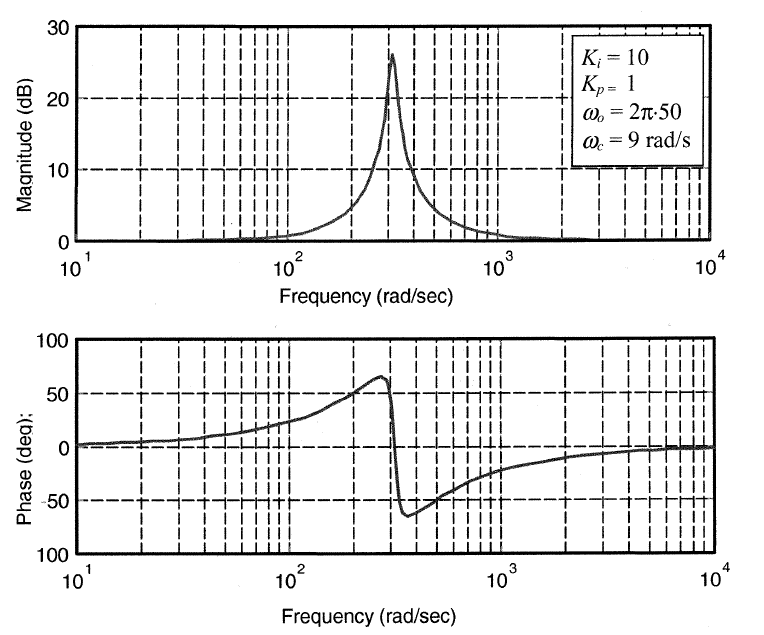 30
20
10
0
Magnitude (dB)
K_i = 10
K_p = 1
ω_o = 2π·50
ω_c = 9 rad/s
10^1
10^2
10^3
10^4
Frequency (rad/sec)
100
50
0
-50
100
Phase (deg);
10^1
10^2
10^3
10^4
Frequency (rad/sec)